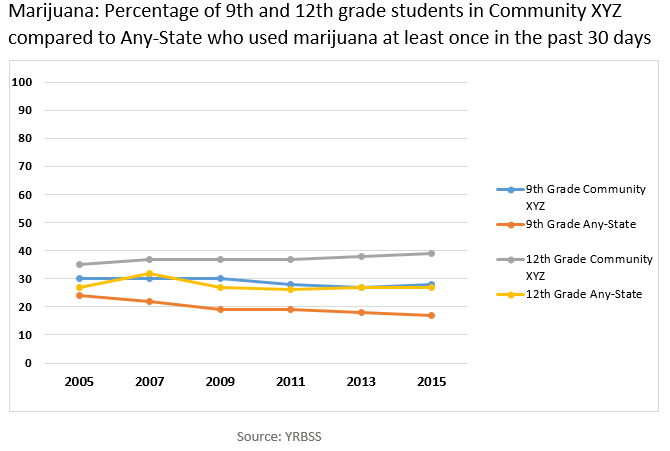 Marijuana: Percentage of 9th and 12th grade students in Community XYZ
compared to Any-State who used marijuana at least once in the past 30 days
100
90
80
70
60
50
40
30
20
10
0
2005 2007 2009 2011 2013 2015
9th Grade Community
XYZ
9th Grade Any-State
12th Grade Community
XYZ
12th Grade Any-State
Source: YRBSS